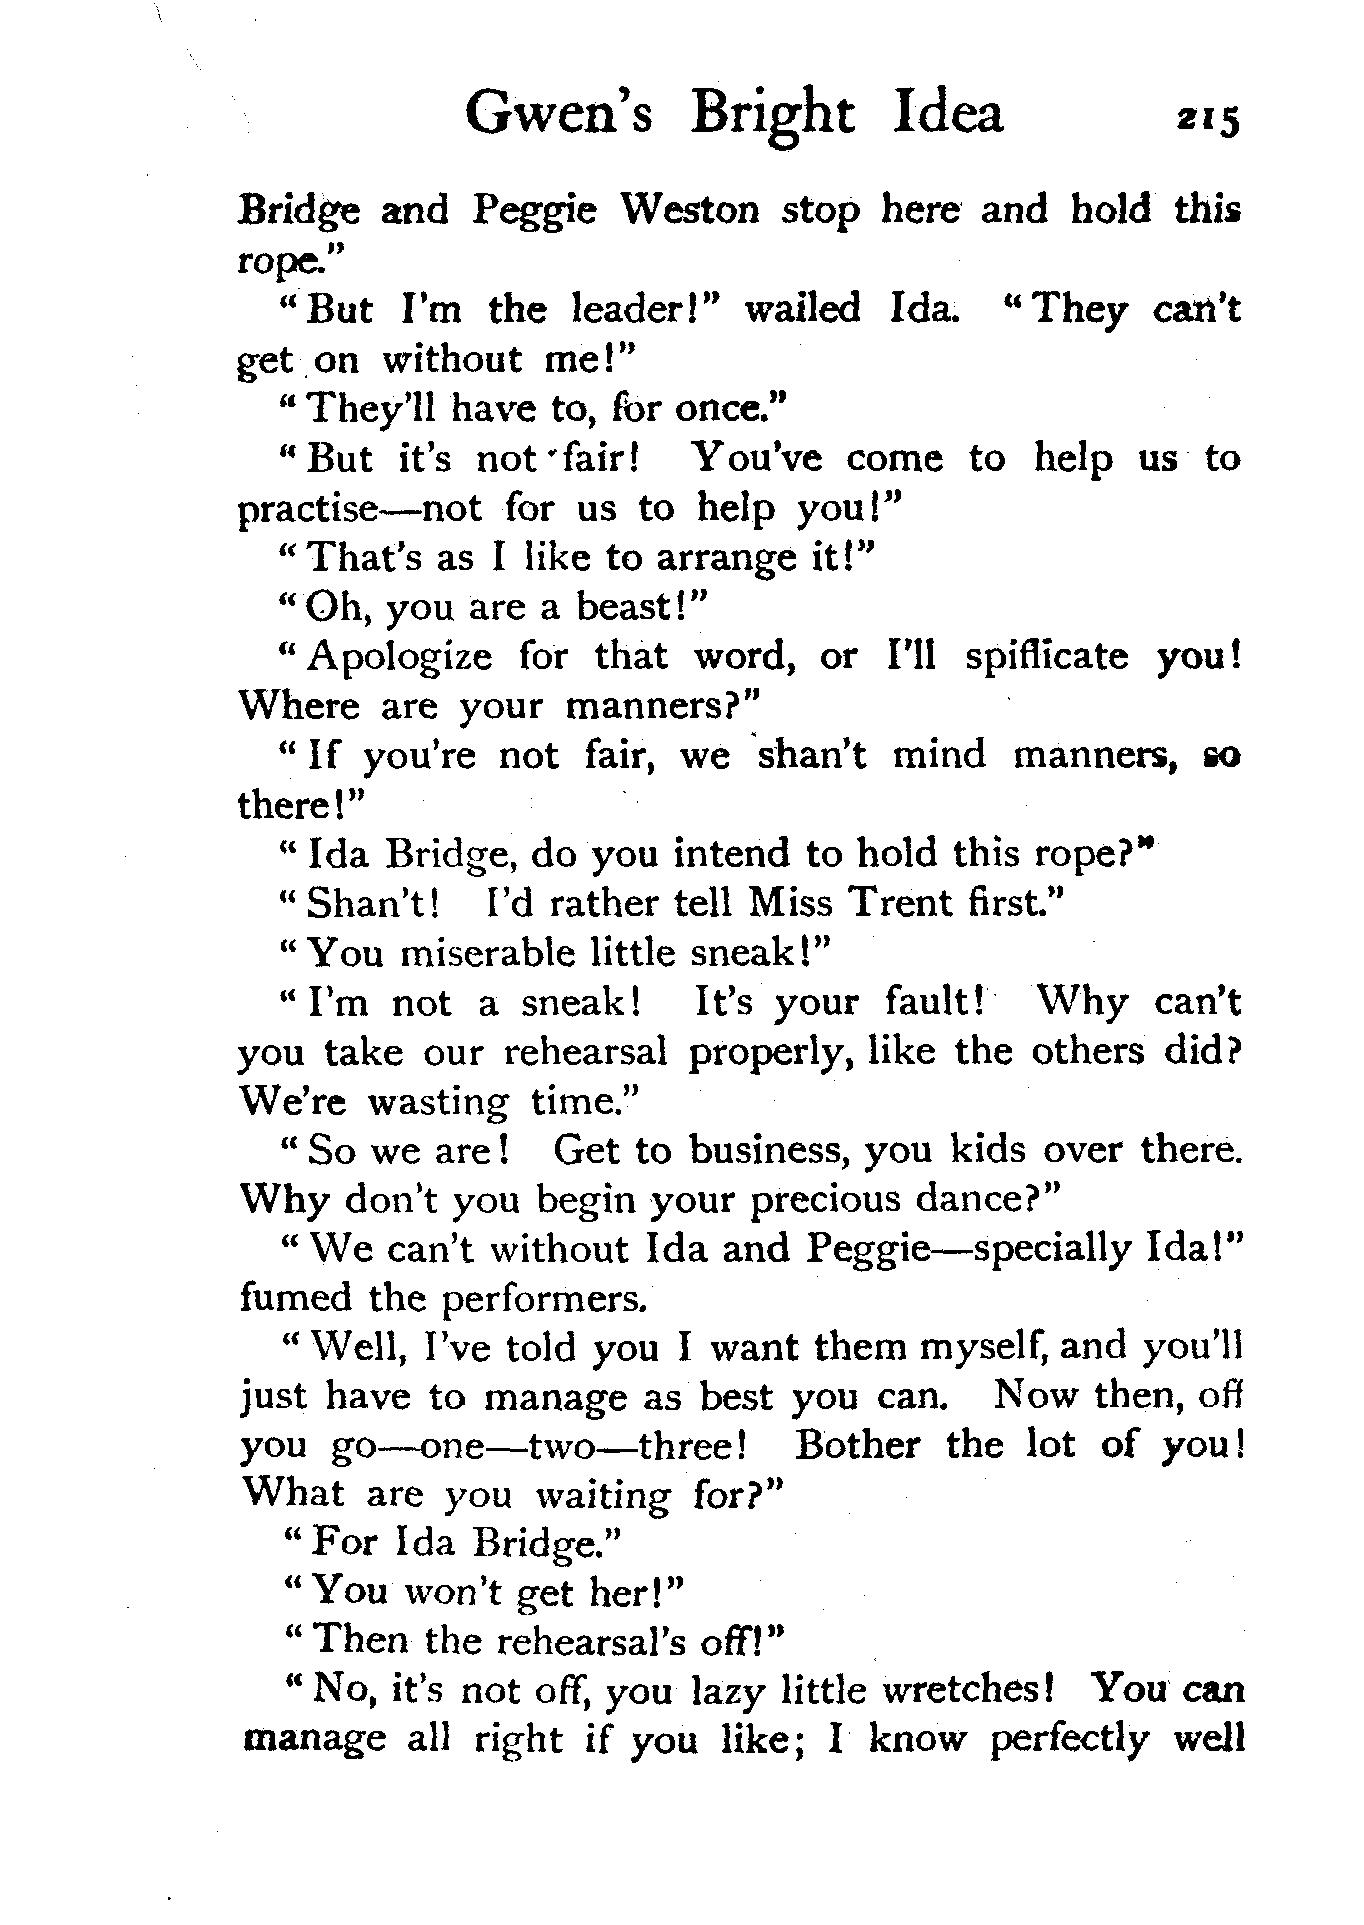 Gwen's Bright Idea 215
Bridge and Peggie Weston stop here and hold this
rope."
"But I'm the leader!" wailed Ida. "They can't
get on without me!"
"They'll have to, for once."
"But it's not fair! You've come to help us to
practise—not for us to help you!"
"That's as I like to arrange it!"
"Oh, you are a beast!"
"Apologize for that word, or I'll spiflicate you!
Where are your manners?"
"If you're not fair, we shan't mind manners, so
there!"
"Ida Bridge, do you intend to hold this rope?"
"Shan't! I'd rather tell Miss Trent first."
"You miserable little sneak!"
"I'm not a sneak! It's your fault! Why can't
you take our rehearsal properly, like the others did?
We're wasting time."
"So we are! Get to business, you kids over there.
Why don't you begin your precious dance?"
"We can't without Ida and Peggie—specially Ida!"
fumed the performers.
"Well, I've told you I want them myself, and you'll
just have to manage as best you can. Now then, off
you go—one—two—three! Bother the lot of you!
What are you waiting for?"
"For Ida Bridge."
"You won't get her!"
"Then the rehearsal's off!"
"No, it's not off, you lazy little wretches! You can
manage all right if you like; I know perfectly well